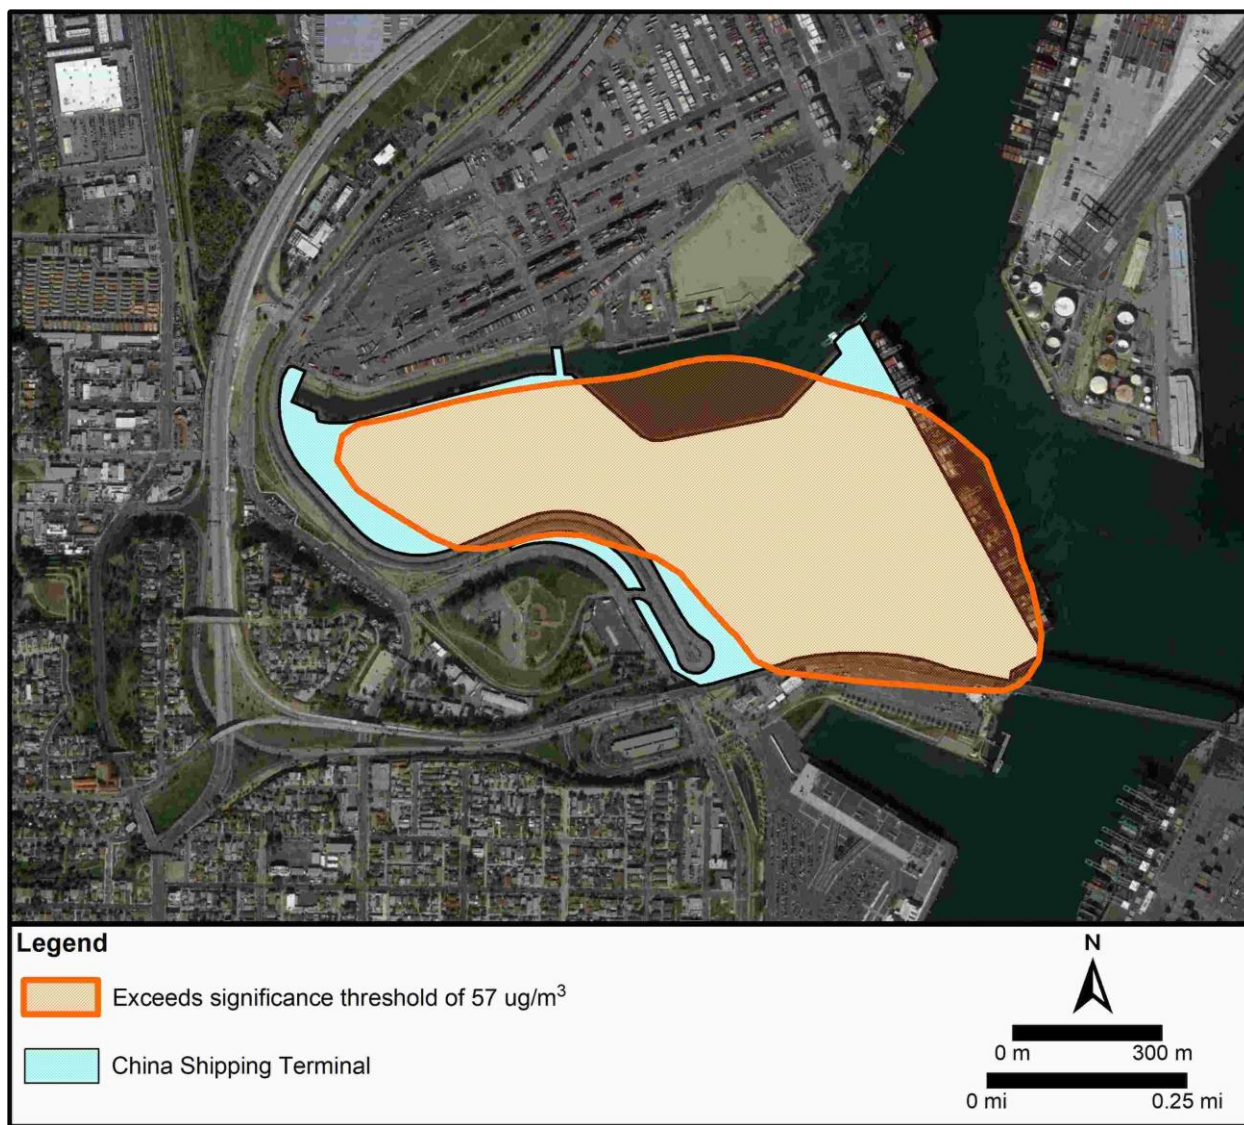 Legend
Exceeds significance threshold of 57 ug/m³
China Shipping Terminal
N
0 m 300 m
0 mi 0.25 mi